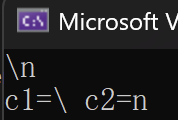 Microsoft V
\n
c1=\ c2=n